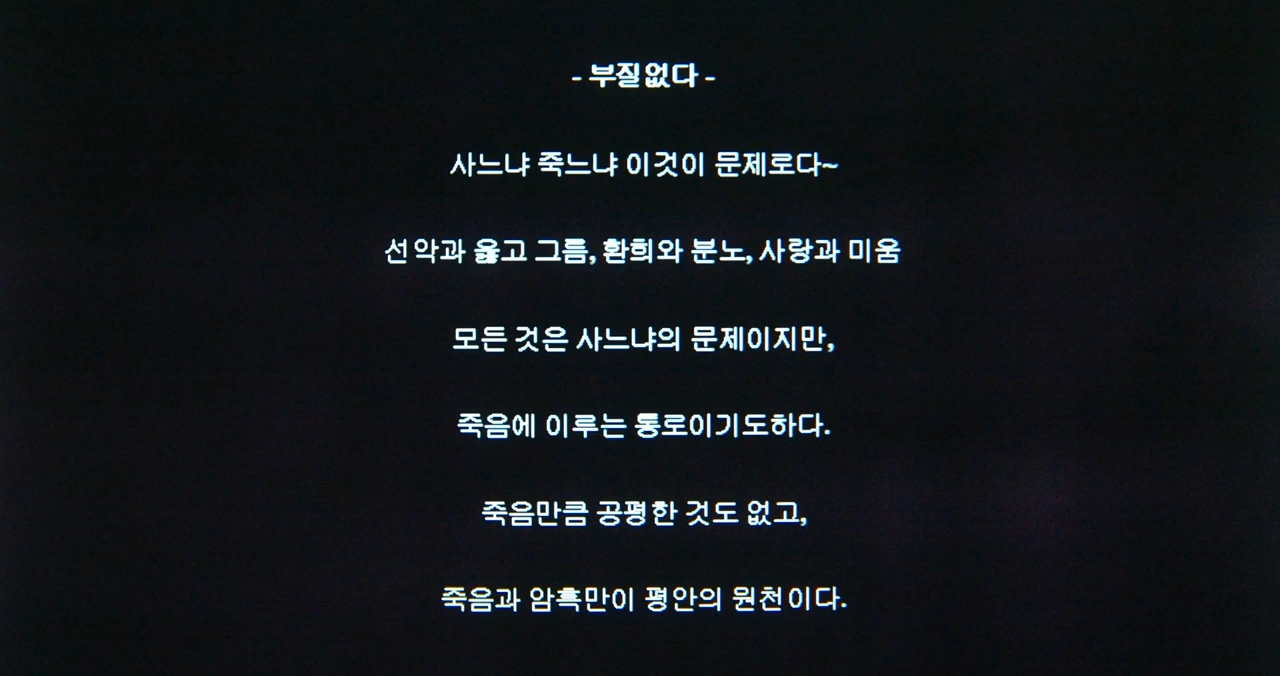 - 부질없다 -
사느냐 죽느냐 이것이 문제로다~
선악과 옳고 그름, 환희와 분노, 사랑과 미움
모든 것은 사느냐의 문제이지만,
죽음에 이루는 통로이기도하다.
죽음만큼 공평한 것도 없고,
죽음과 암흑만이 평안의 원천이다.